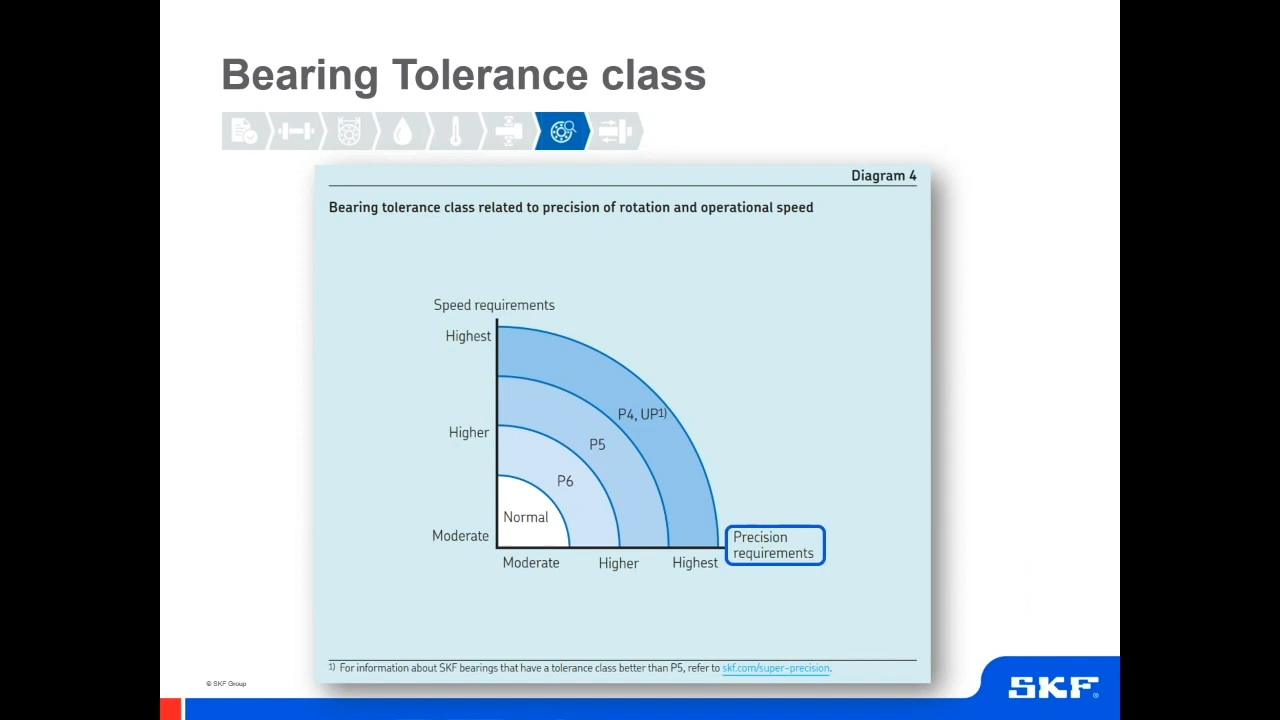 Bearing Tolerance class
Diagram 4
Bearing tolerance class related to precision of rotation and operational speed
Speed requirements
Highest
P4, UP1)
Higher
P5
P6
Normal
Moderate
Precision
requirements
Moderate
Higher
Highest
1) For information about SKF bearings that have a tolerance class better than P5, refer to skf.com/super-precision.
© SKF Group
SKF®